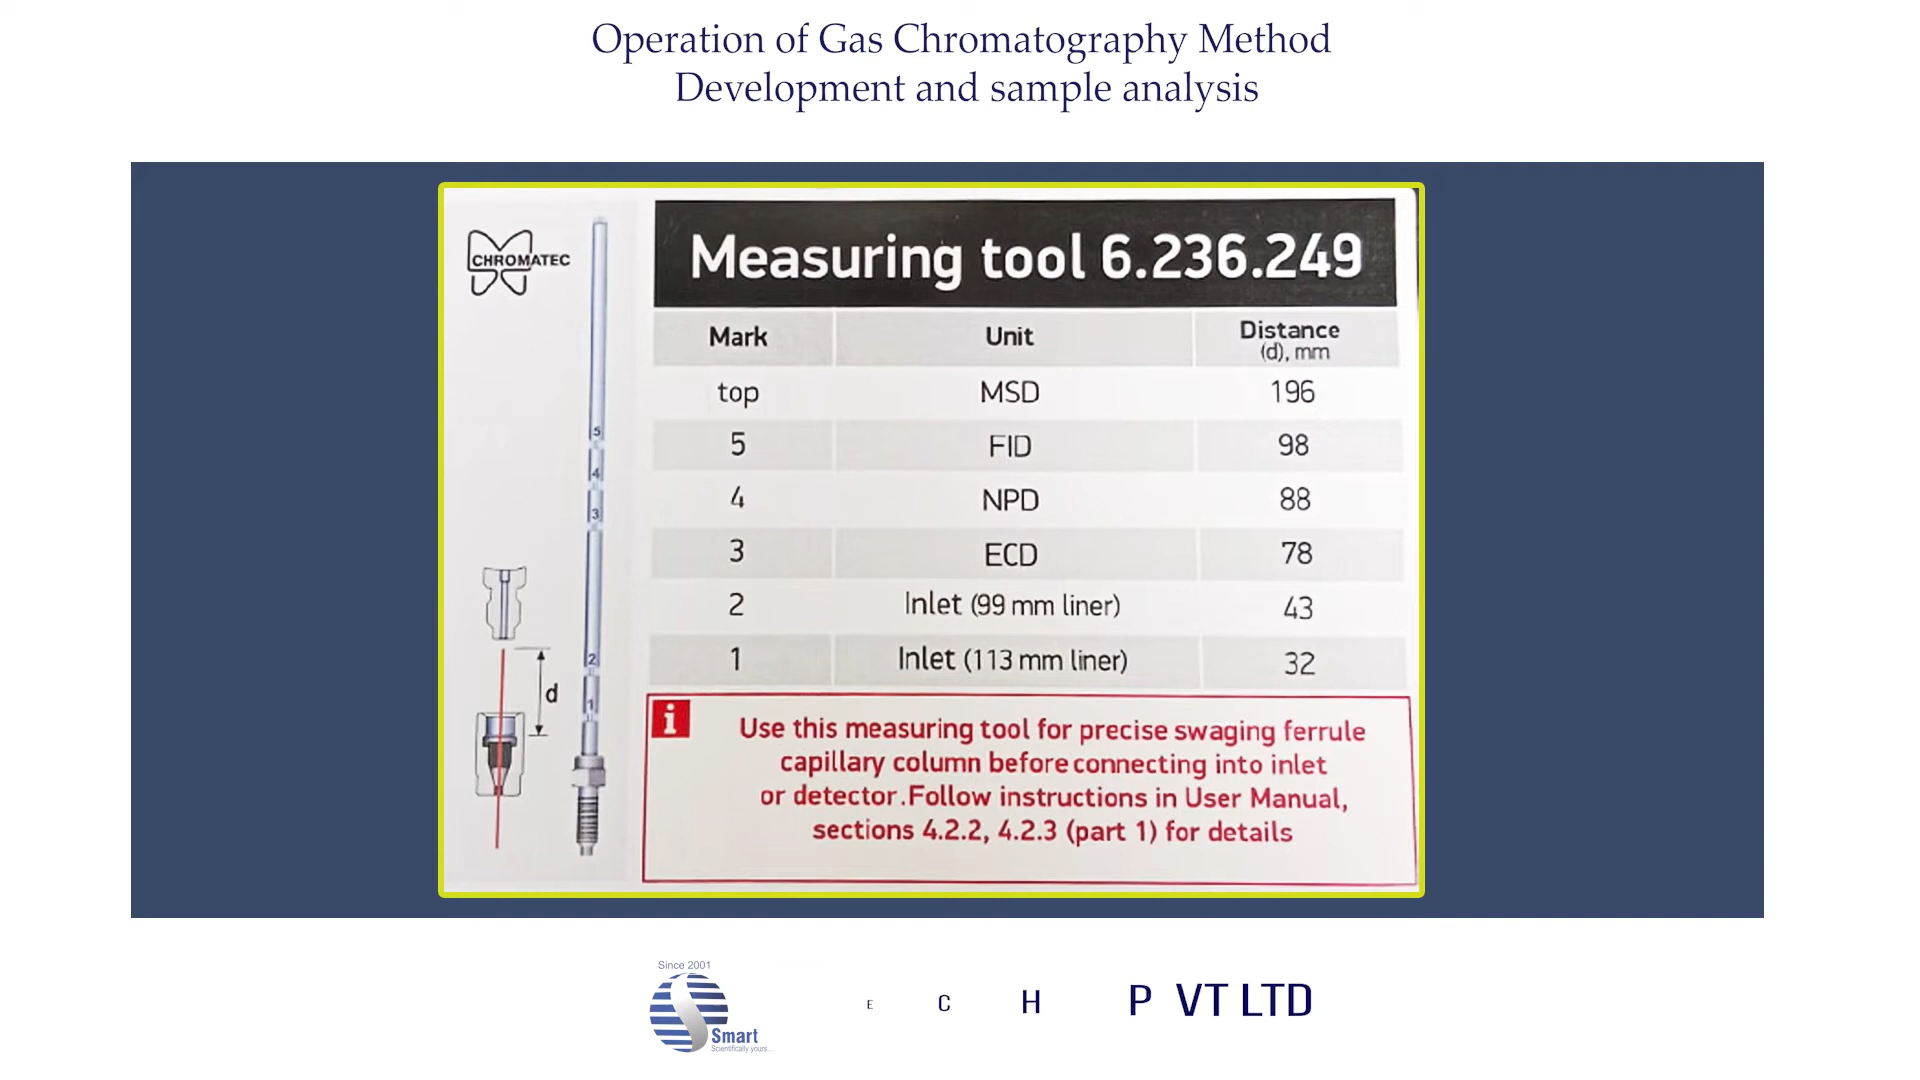 Operation of Gas Chromatography Method
Development and sample analysis
CHROMATEC
Measuring tool 6.236.249
Mark Unit Distance
(d), mm
top MSD 196
5 FID 98
4 NPD 88
3 ECD 78
2 Inlet (99 mm liner) 43
1 Inlet (113 mm liner) 32
5
4
3
2
1
d
i
Use this measuring tool for precise swaging ferrule
capillary column before connecting into inlet
or detector.Follow instructions in User Manual,
sections 4.2.2, 4.2.3 (part 1) for details
Since 2001
Smart
Scientifically yours...
E C H P VT LTD